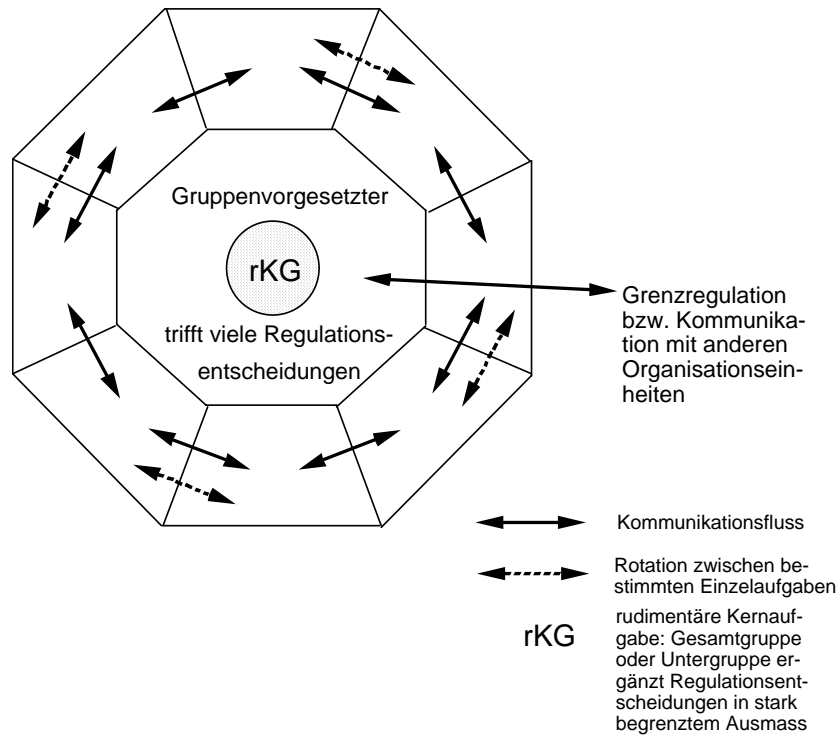 Gruppenvorgesetzter
rKG
trifft viele Regulations-
entscheidungen
Grenzregulation
bzw. Kommunika-
tion mit anderen
Organisationsein-
heiten
Kommunikationsfluss
Rotation zwischen be-
stimmten Einzelaufgaben
rKG
rudimentäre Kernauf-
gabe: Gesamtgruppe
oder Untergruppe er-
gänzt Regulationsent-
scheidungen in stark
begrenztem Ausmass